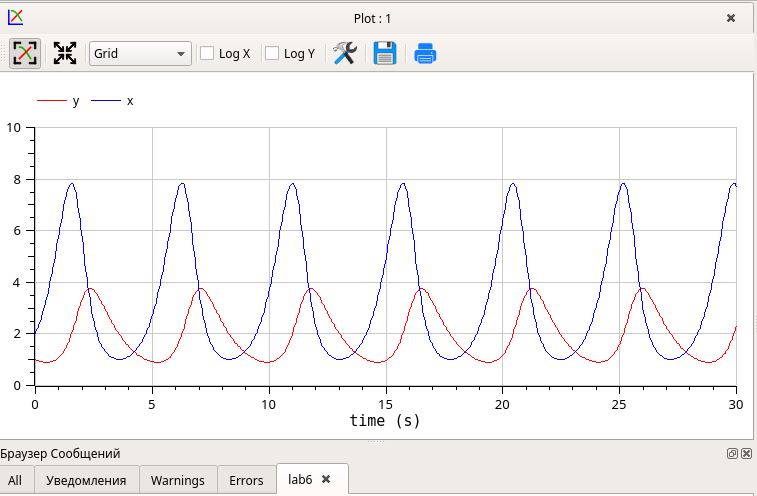 Plot : 1
Grid Log X Log Y
y x
10
8
6
4
2
0
0 5 10 15 20 25 30
time (s)
Браузер Сообщений
All Уведомления Warnings Errors lab6